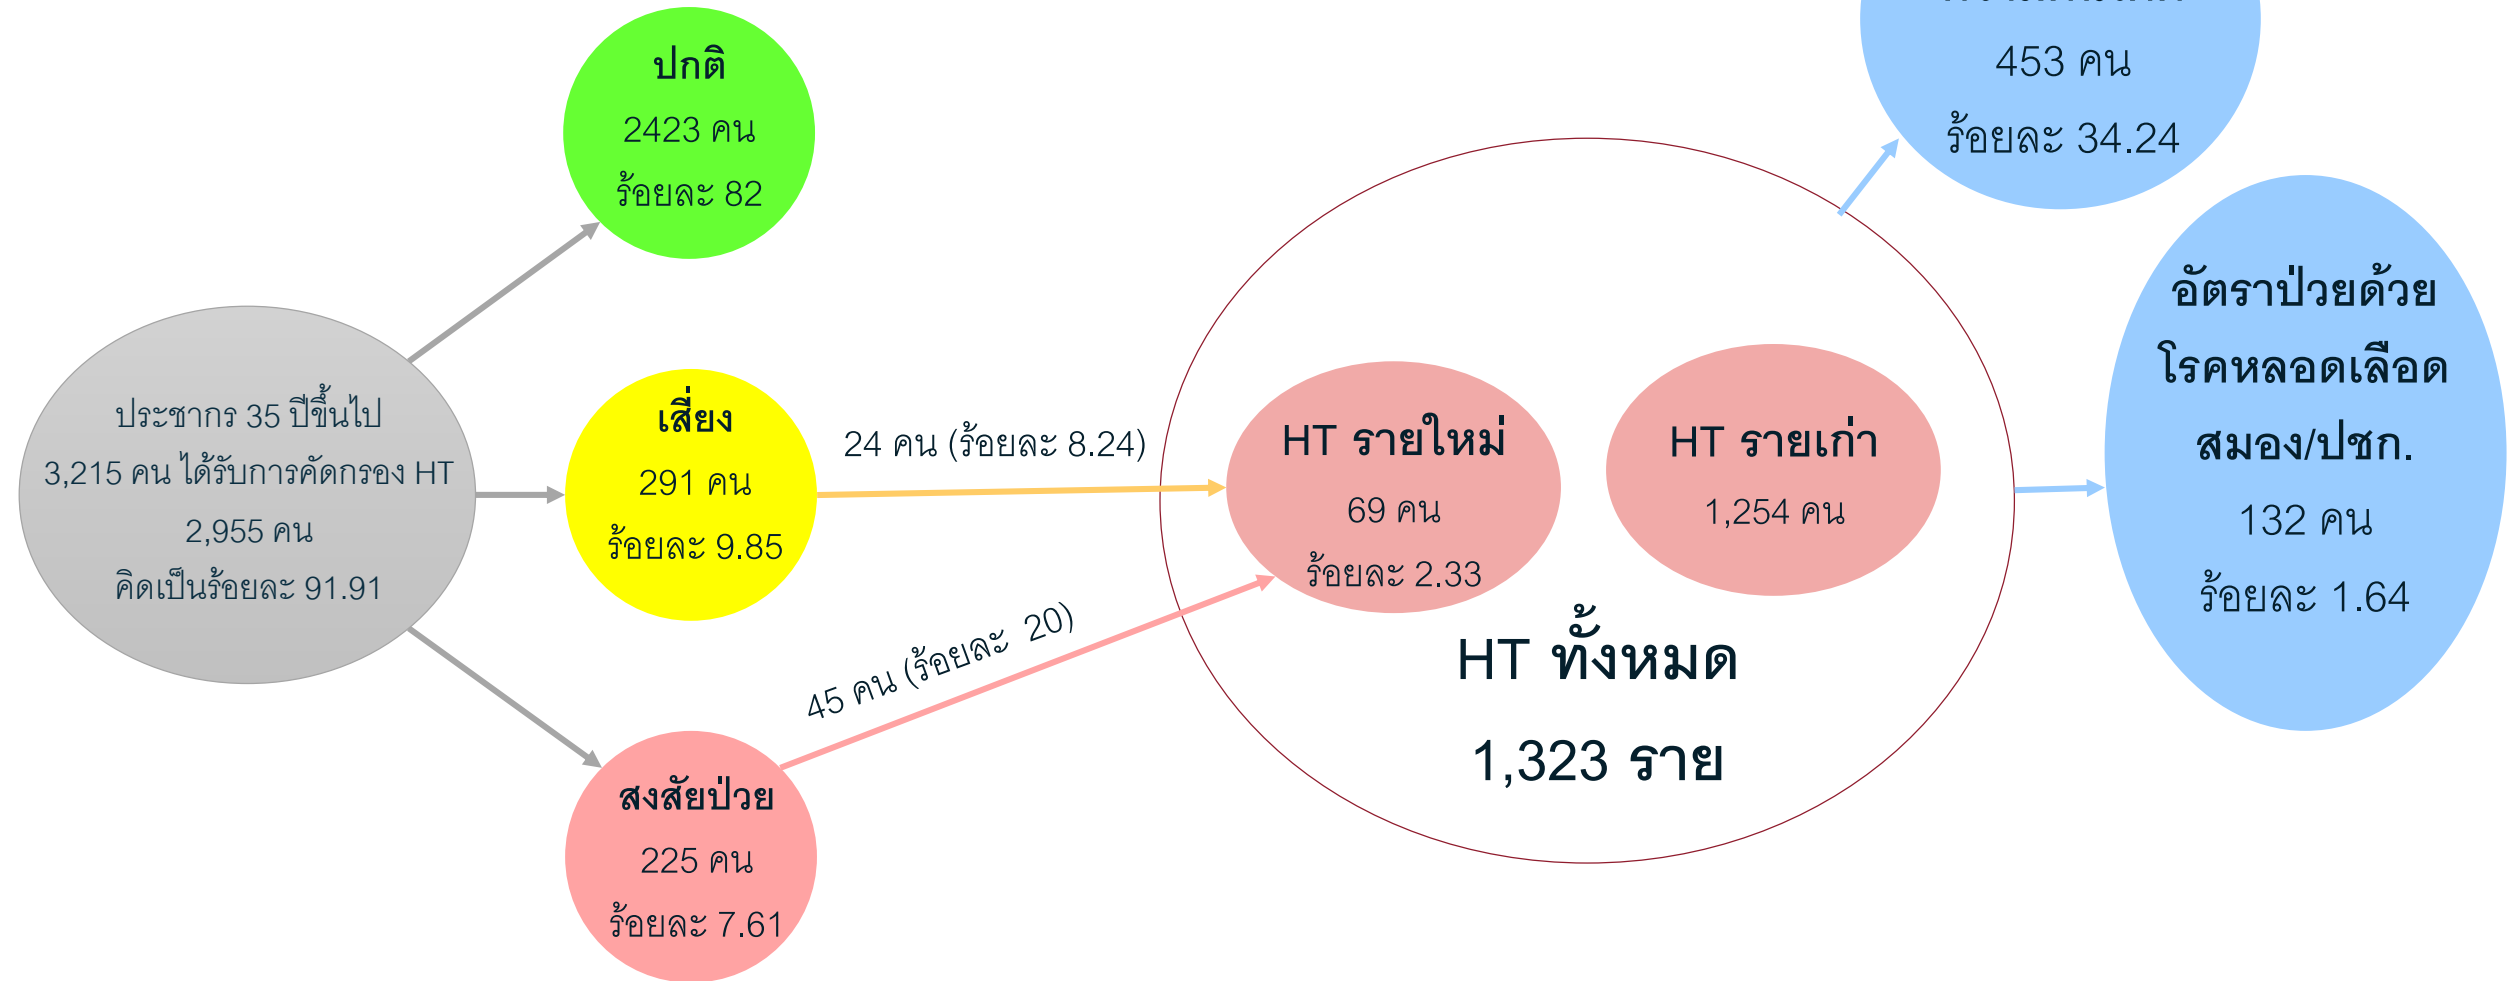 ปกติ
2423 คน
ร้อยละ 82
ประชากร 35 ปีขึ้นไป
3,215 คน ได้รับการคัดกรอง HT
2,955 คน
คิดเป็นร้อยละ 91.91
เสี่ยง
291 คน
ร้อยละ 9.85
สงสัยป่วย
225 คน
ร้อยละ 7.61
24 คน (ร้อยละ 8.24)
45 คน (ร้อยละ 20)
HT รายใหม่
69 คน
ร้อยละ 2.33
HT รายเก่า
1,254 คน
HT ทั้งหมด
1,323 ราย
453 คน
ร้อยละ 34.24
อัตราป่วยด้วย
โรคหลอดเลือด
สมอง/ปชก.
132 คน
ร้อยละ 1.64